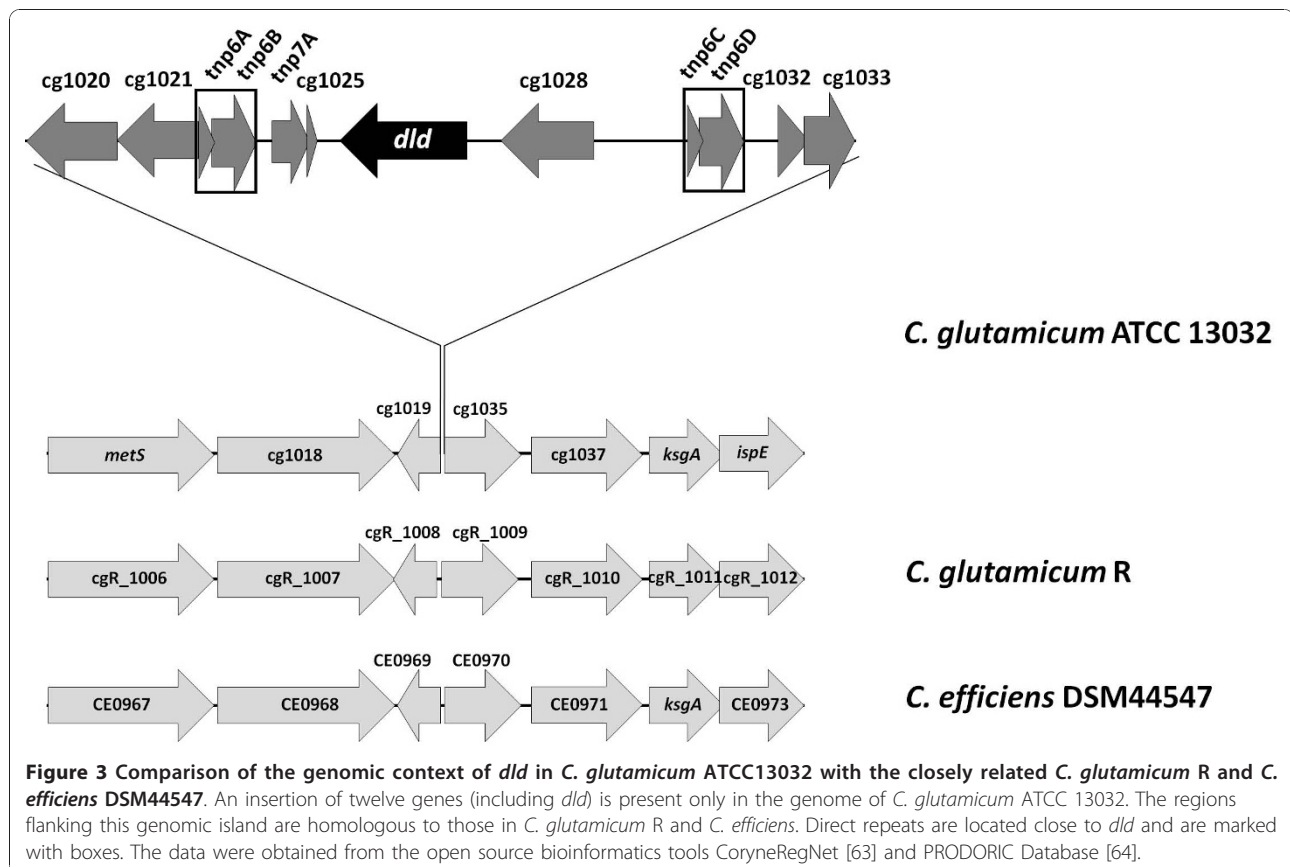 tnp6A tnp6B tnp7A tnp6C tnp6D
cg1020 cg1021 cg1025 cg1028 cg1032 cg1033
dld
C. glutamicum ATCC 13032
cg1019 cg1035
metS cg1018 cg1037 ksgA ispE
cgR_1008 cgR_1009
cgR_1006 cgR_1007 cgR_1010 cgR_1011 cgR_1012
C. glutamicum R
CE0969 CE0970
CE0967 CE0968 CE0971 ksgA CE0973
C. efficiens DSM44547
Figure 3 Comparison of the genomic context of dld in C. glutamicum ATCC13032 with the closely related C. glutamicum R and C.
efficiens DSM44547. An insertion of twelve genes (including dld) is present only in the genome of C. glutamicum ATCC 13032. The regions
flanking this genomic island are homologous to those in C. glutamicum R and C. efficiens. Direct repeats are located close to dld and are marked
with boxes. The data were obtained from the open source bioinformatics tools CoryneRegNet [63] and PRODORIC Database [64].